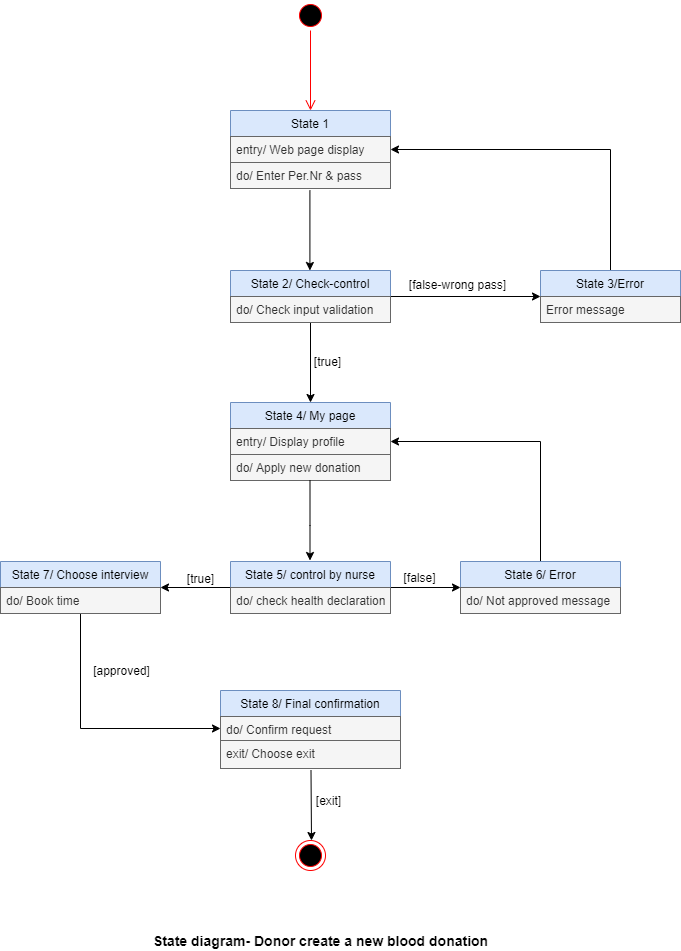 State 1
entry/ Web page display
do/ Enter Per.Nr & pass
State 2/ Check-control
do/ Check input validation
[false-wrong pass]
State 3/Error
Error message
[true]
State 4/ My page
entry/ Display profile
do/ Apply new donation
State 7/ Choose interview
do/ Book time
[true]
State 5/ control by nurse
do/ check health declaration
[false]
State 6/ Error
do/ Not approved message
[approved]
State 8/ Final confirmation
do/ Confirm request
exit/ Choose exit
[exit]
State diagram- Donor create a new blood donation